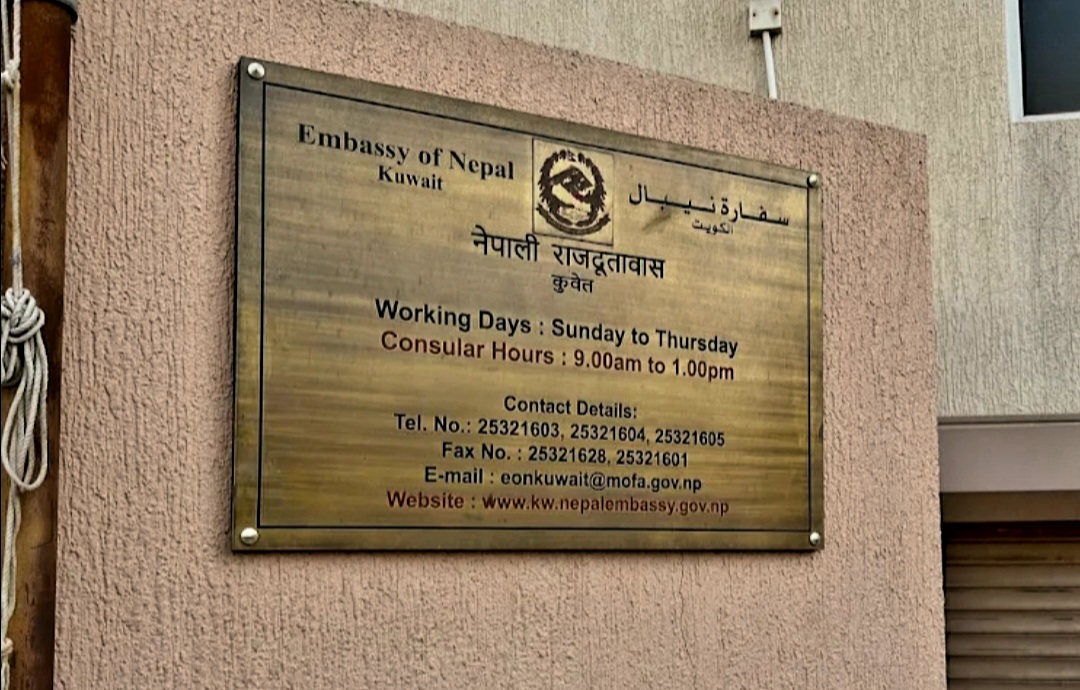 Embassy of Nepal
Kuwait
سفارة نيبال
الكويت
नेपाली राजदूतावास
कुवेत
Working Days : Sunday to Thursday
Consular Hours : 9.00am to 1.00pm
Contact Details:
Tel. No.: 25321603, 25321604, 25321605
Fax No. : 25321628, 25321601
E-mail : eonkuwait@mofa.gov.np
Website : www.kw.nepalembassy.gov.np